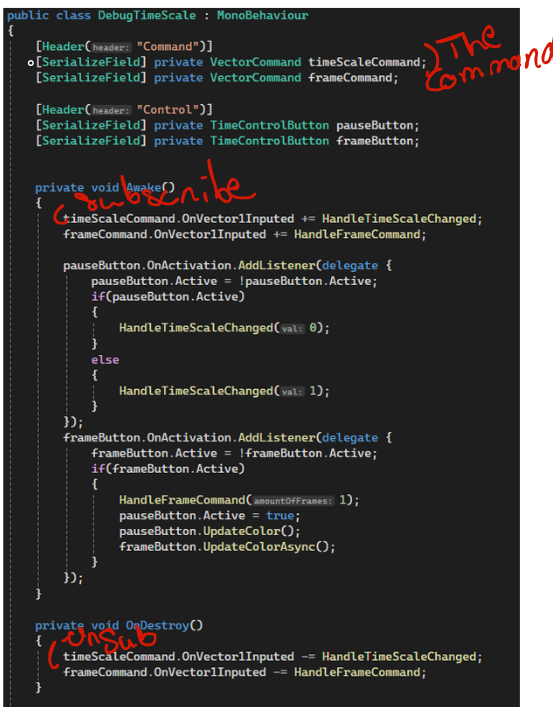 public class DebugTimeScale : MonoBehaviour
{
[Header(header: "Command")]
[SerializeField] private VectorCommand timeScaleCommand;
[SerializeField] private VectorCommand frameCommand;
The
Command
[Header(header: "Control")]
[SerializeField] private TimeControlButton pauseButton;
[SerializeField] private TimeControlButton frameButton;
private void Awake()
Subscribe
{
timeScaleCommand.OnVector1Inputed += HandleTimeScaleChanged;
frameCommand.OnVector1Inputed += HandleFrameCommand;
pauseButton.OnActivation.AddListener(delegate {
pauseButton.Active = !pauseButton.Active;
if(pauseButton.Active)
{
HandleTimeScaleChanged(val: 0);
}
else
{
HandleTimeScaleChanged(val: 1);
}
});
frameButton.OnActivation.AddListener(delegate {
frameButton.Active = !frameButton.Active;
if(frameButton.Active)
{
HandleFrameCommand(amountOfFrames: 1);
pauseButton.Active = true;
pauseButton.UpdateColor();
frameButton.UpdateColorAsync();
}
});
}
private void OnDestroy()
UnSub
{
timeScaleCommand.OnVector1Inputed -= HandleTimeScaleChanged;
frameCommand.OnVector1Inputed -= HandleFrameCommand;
}